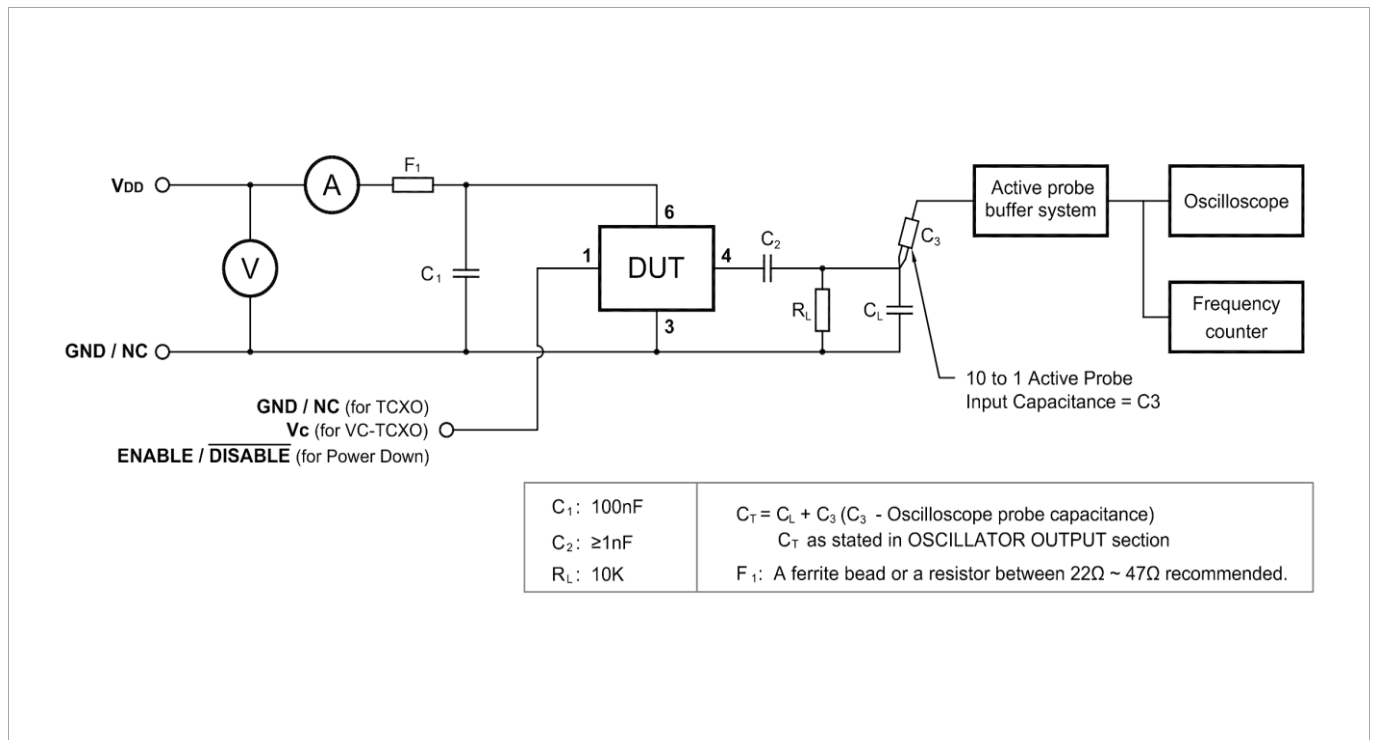 VDD
A
F1
V
C1
6
1
DUT
4
3
C2
RL
CL
C3
Active probe
buffer system
Oscilloscope
Frequency
counter
GND / NC
10 to 1 Active Probe
Input Capacitance = C3
GND / NC (for TCXO)
Vc (for VC-TCXO)
ENABLE / DISABLE (for Power Down)
C1: 100nF
C2: ≥1nF
RL: 10K
CT = CL + C3 (C3 - Oscilloscope probe capacitance)
CT as stated in OSCILLATOR OUTPUT section
F1: A ferrite bead or a resistor between 22Ω ~ 47Ω recommended.